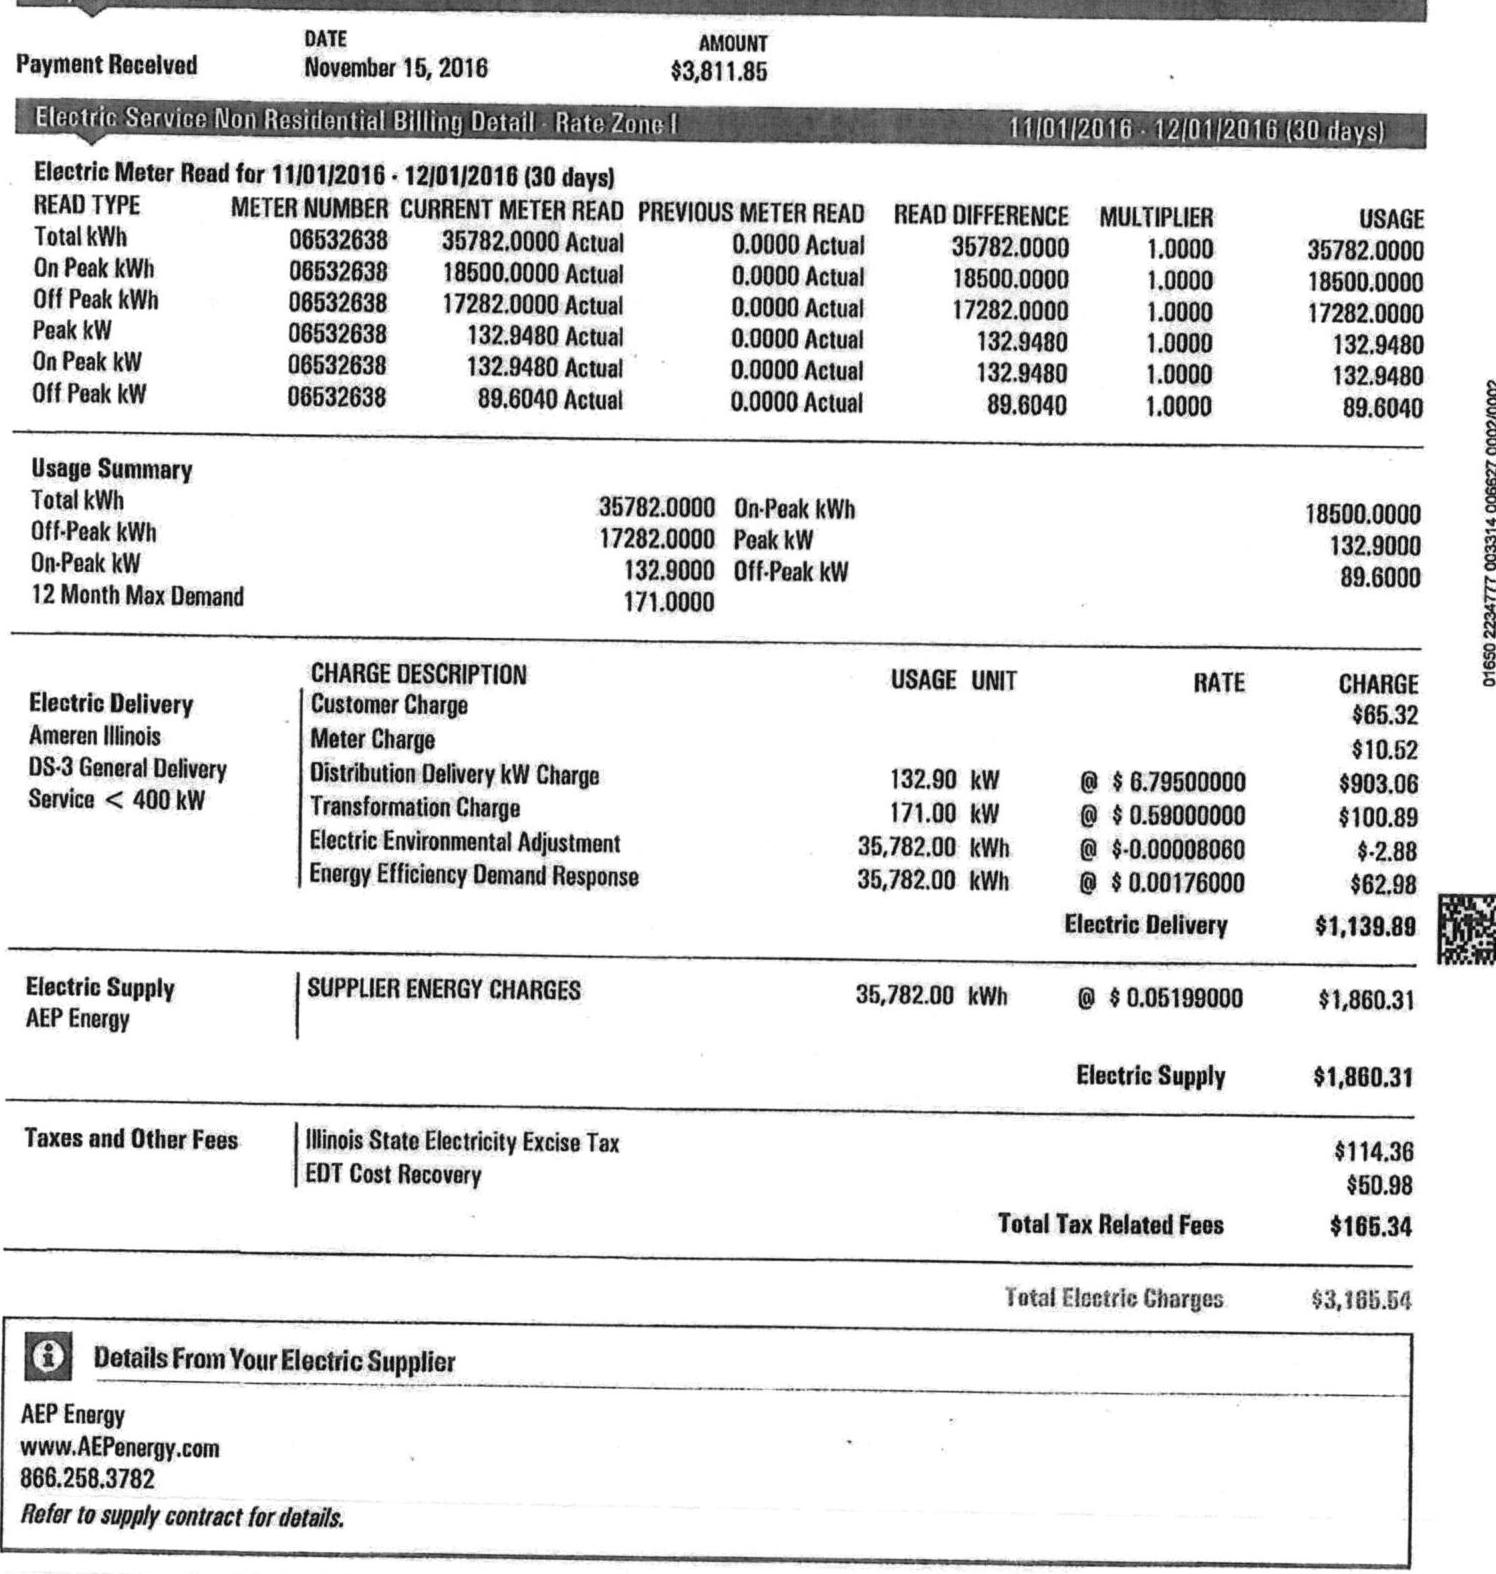 DATE AMOUNT
Payment Received November 15, 2016 $3,811.85
Electric Service Non Residential Billing Detail - Rate Zone I 11/01/2016 - 12/01/2016 (30 days)
Electric Meter Read for 11/01/2016 - 12/01/2016 (30 days)
READ TYPE METER NUMBER CURRENT METER READ PREVIOUS METER READ READ DIFFERENCE MULTIPLIER USAGE
Total kWh 06532638 35782.0000 Actual 0.0000 Actual 35782.0000 1.0000 35782.0000
On Peak kWh 06532638 18500.0000 Actual 0.0000 Actual 18500.0000 1.0000 18500.0000
Off Peak kWh 06532638 17282.0000 Actual 0.0000 Actual 17282.0000 1.0000 17282.0000
Peak kW 06532638 132.9480 Actual 0.0000 Actual 132.9480 1.0000 132.9480
On Peak kW 06532638 132.9480 Actual 0.0000 Actual 132.9480 1.0000 132.9480
Off Peak kW 06532638 89.6040 Actual 0.0000 Actual 89.6040 1.0000 89.6040
Usage Summary
Total kWh 35782.0000 On-Peak kWh 18500.0000
Off-Peak kWh 17282.0000 Peak kW 132.9000
On-Peak kW 132.9000 Off-Peak kW 89.6000
12 Month Max Demand 171.0000
CHARGE DESCRIPTION USAGE UNIT RATE CHARGE
Electric Delivery Customer Charge $65.32
Ameren Illinois Meter Charge $10.52
DS-3 General Delivery Distribution Delivery kW Charge 132.90 kW @ $ 6.79500000 $903.06
Service < 400 kW Transformation Charge 171.00 kW @ $ 0.59000000 $100.89
Electric Environmental Adjustment 35,782.00 kWh @ $-0.00008060 $-2.88
Energy Efficiency Demand Response 35,782.00 kWh @ $ 0.00176000 $62.98
Electric Delivery $1,139.89
Electric Supply SUPPLIER ENERGY CHARGES 35,782.00 kWh @ $ 0.05199000 $1,860.31
AEP Energy
Electric Supply $1,860.31
Taxes and Other Fees Illinois State Electricity Excise Tax $114.36
EDT Cost Recovery $50.98
Total Tax Related Fees $165.34
Total Electric Charges $3,165.54
Details From Your Electric Supplier
AEP Energy
www.AEPenergy.com
866.258.3782
Refer to supply contract for details.
01650 2234777 003314 006627 0002/0002